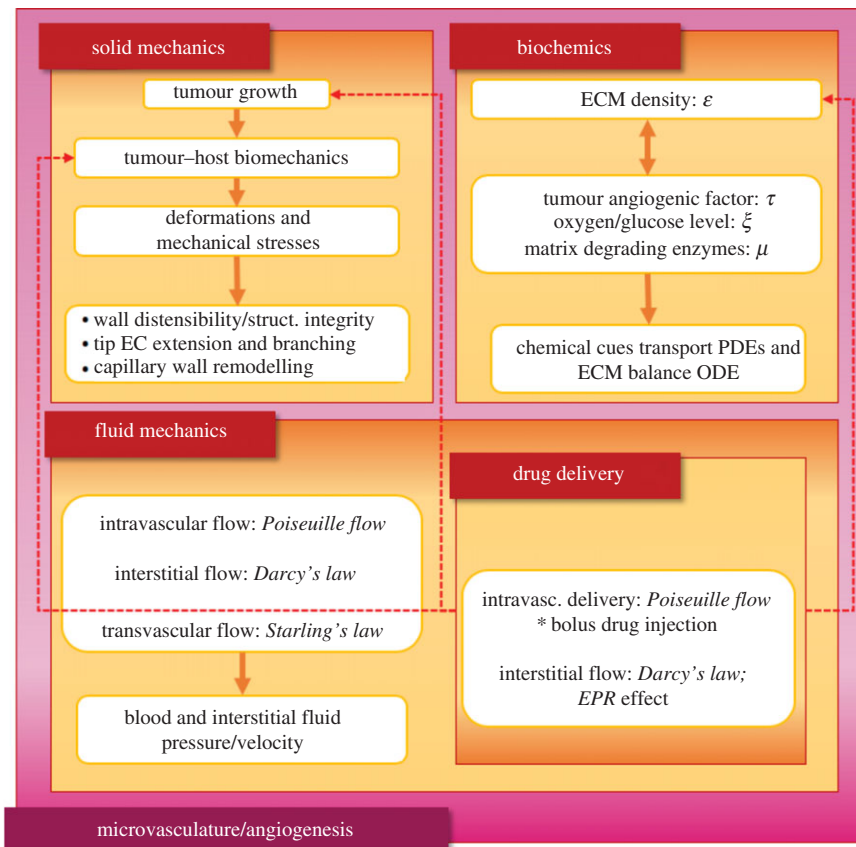 solid mechanics
tumour growth
tumour–host biomechanics
deformations and
mechanical stresses
• wall distensibility/struct. integrity
• tip EC extension and branching
• capillary wall remodelling
biochemics
ECM density: ε
tumour angiogenic factor: τ
oxygen/glucose level: ξ
matrix degrading enzymes: μ
chemical cues transport PDEs and
ECM balance ODE
fluid mechanics
intravascular flow: Poiseuille flow
interstitial flow: Darcy's law
transvascular flow: Starling's law
blood and interstitial fluid
pressure/velocity
drug delivery
intravasc. delivery: Poiseuille flow
* bolus drug injection
interstitial flow: Darcy's law;
EPR effect
microvasculature/angiogenesis